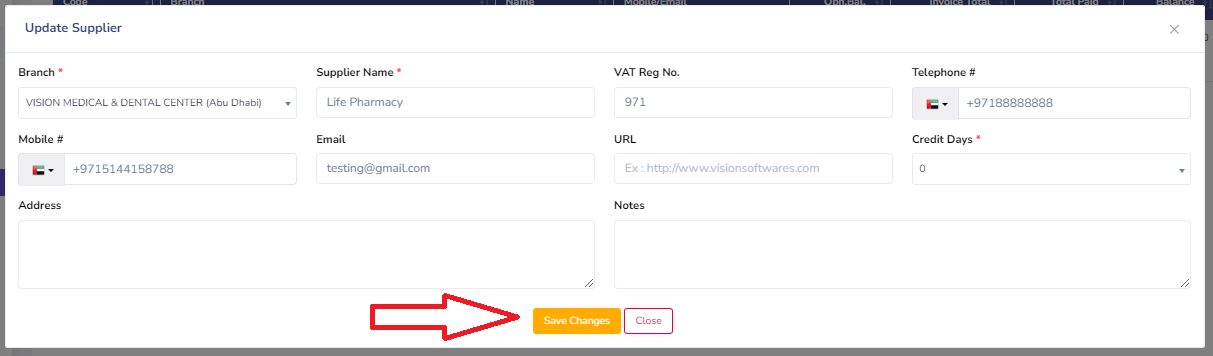 Code Branch Name Mobile/Email Opn.Bal. Invoice Total Total Paid Balance
Update Supplier
Branch * Supplier Name * VAT Reg No. Telephone #
VISION MEDICAL & DENTAL CENTER (Abu Dhabi) Life Pharmacy 971 +97188888888
Mobile # Email URL Credit Days *
+9715144158788 testing@gmail.com Ex : http://www.visionsoftwares.com 0
Address Notes
Save Changes Close